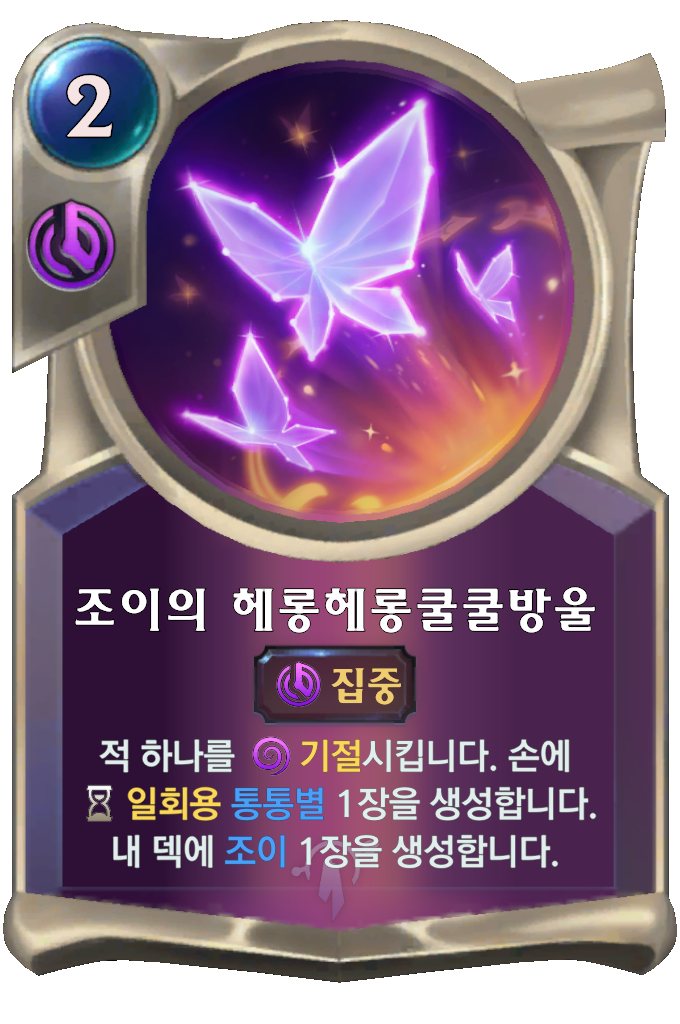 2
조이의 헤롱헤롱쿨쿨방울
집중
적 하나를 기절시킵니다. 손에
일회용 통통별 1장을 생성합니다.
내 덱에 조이 1장을 생성합니다.